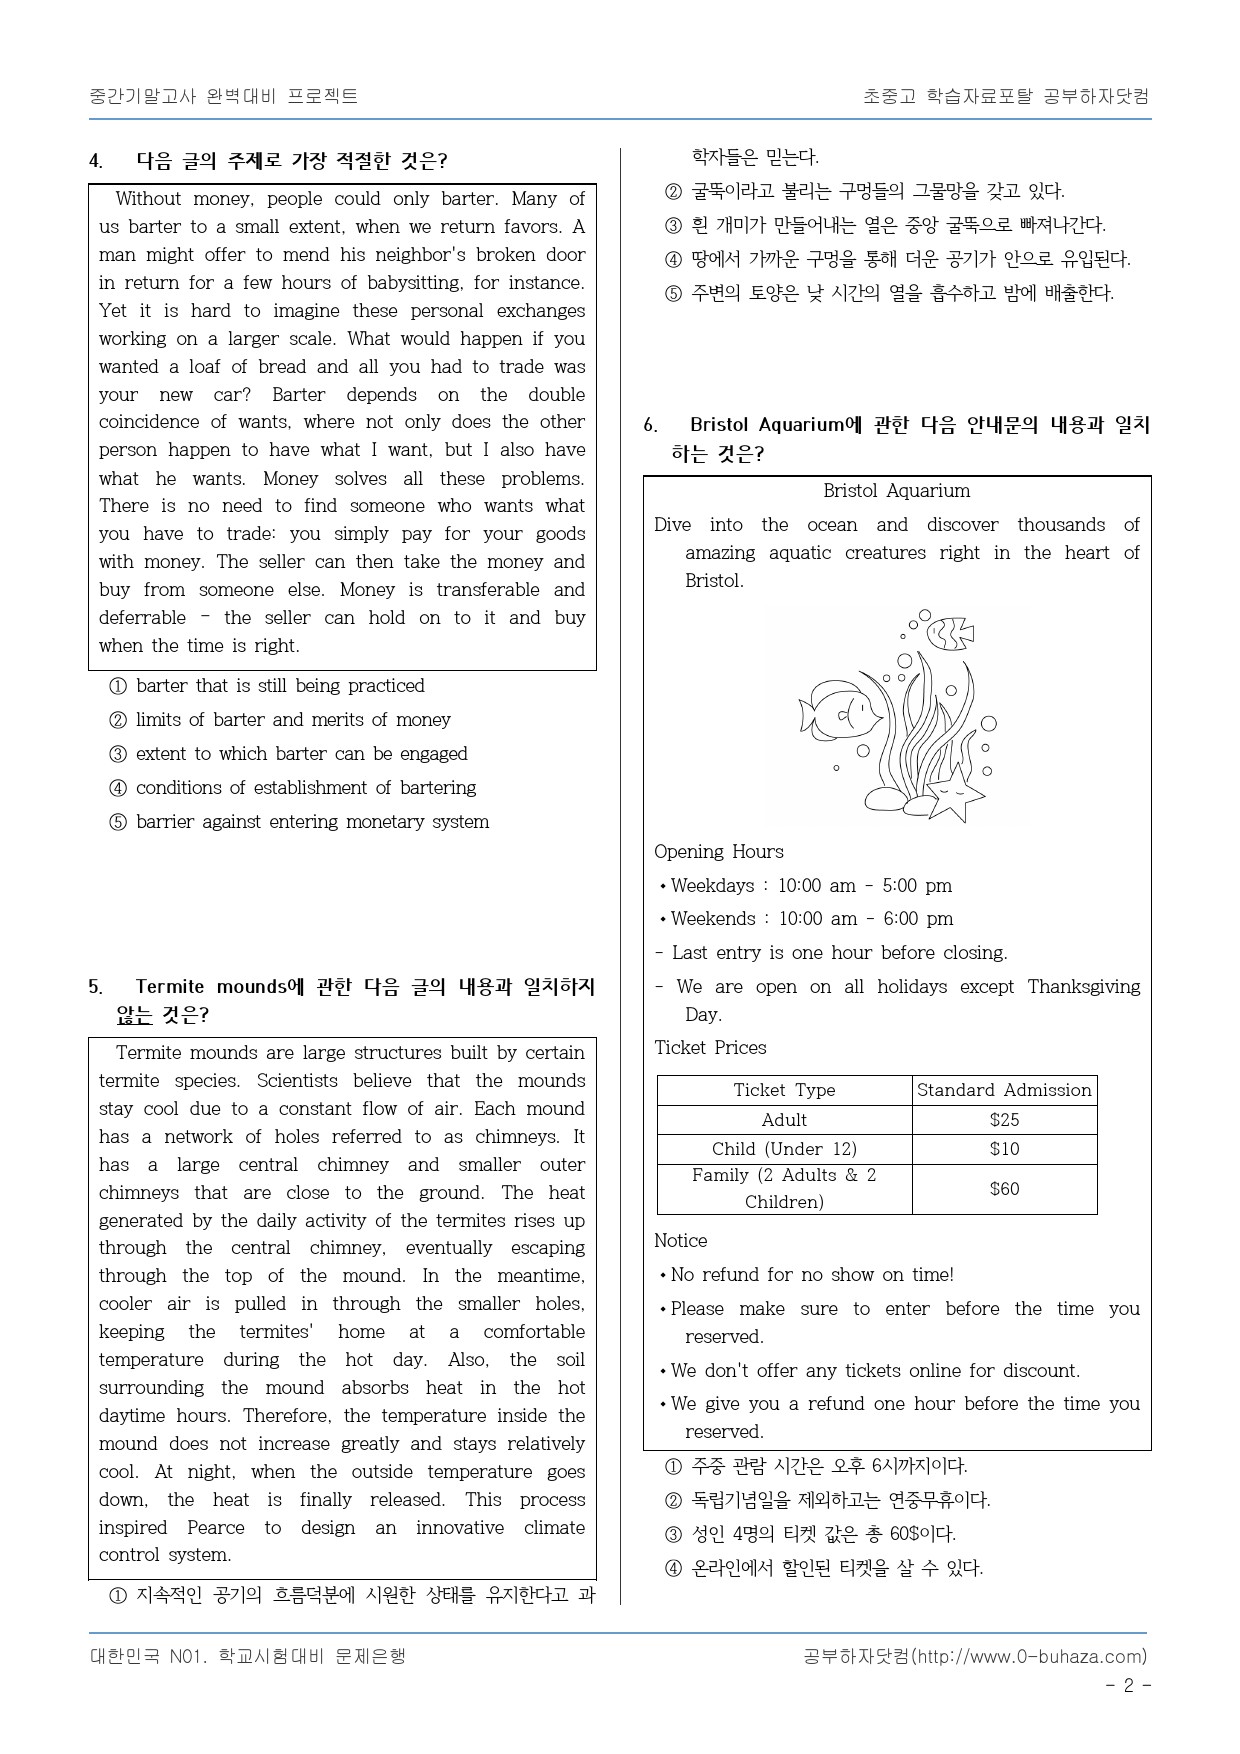 중간기말고사 완벽대비 프로젝트
초중고 학습자료포탈 공부하자닷컴
4. 다음 글의 주제로 가장 적절한 것은?
Without money, people could only barter. Many of
us barter to a small extent, when we return favors. A
man might offer to mend his neighbor's broken door
in return for a few hours of babysitting, for instance.
Yet it is hard to imagine these personal exchanges
working on a larger scale. What would happen if you
wanted a loaf of bread and all you had to trade was
your new car? Barter depends on the double
coincidence of wants, where not only does the other
person happen to have what I want, but I also have
what he wants. Money solves all these problems.
There is no need to find someone who wants what
you have to trade: you simply pay for your goods
with money. The seller can then take the money and
buy from someone else. Money is transferable and
deferrable - the seller can hold on to it and buy
when the time is right.
① barter that is still being practiced
② limits of barter and merits of money
③ extent to which barter can be engaged
④ conditions of establishment of bartering
⑤ barrier against entering monetary system
5. Termite mounds에 관한 다음 글의 내용과 일치하지
않는 것은?
Termite mounds are large structures built by certain
termite species. Scientists believe that the mounds
stay cool due to a constant flow of air. Each mound
has a network of holes referred to as chimneys. It
has a large central chimney and smaller outer
chimneys that are close to the ground. The heat
generated by the daily activity of the termites rises up
through the central chimney, eventually escaping
through the top of the mound. In the meantime,
cooler air is pulled in through the smaller holes,
keeping the termites' home at a comfortable
temperature during the hot day. Also, the soil
surrounding the mound absorbs heat in the hot
daytime hours. Therefore, the temperature inside the
mound does not increase greatly and stays relatively
cool. At night, when the outside temperature goes
down, the heat is finally released. This process
inspired Pearce to design an innovative climate
control system.
① 지속적인 공기의 흐름덕분에 시원한 상태를 유지한다고 과
학자들은 믿는다.
② 굴뚝이라고 불리는 구멍들의 그물망을 갖고 있다.
③ 흰 개미가 만들어내는 열은 중앙 굴뚝으로 빠져나간다.
④ 땅에서 가까운 구멍을 통해 더운 공기가 안으로 유입된다.
⑤ 주변의 토양은 낮 시간의 열을 흡수하고 밤에 배출한다.
6. Bristol Aquarium에 관한 다음 안내문의 내용과 일치
하는 것은?
Bristol Aquarium
Dive into the ocean and discover thousands of
amazing aquatic creatures right in the heart of
Bristol.
Opening Hours
•Weekdays : 10:00 am - 5:00 pm
•Weekends : 10:00 am - 6:00 pm
- Last entry is one hour before closing.
- We are open on all holidays except Thanksgiving
Day.
Ticket Prices
Ticket Type Standard Admission
Adult $25
Child (Under 12) $10
Family (2 Adults & 2
Children) $60
Notice
•No refund for no show on time!
•Please make sure to enter before the time you
reserved.
•We don't offer any tickets online for discount.
•We give you a refund one hour before the time you
reserved.
① 주중 관람 시간은 오후 6시까지이다.
② 독립기념일을 제외하고는 연중무휴이다.
③ 성인 4명의 티켓 값은 총 60$이다.
④ 온라인에서 할인된 티켓을 살 수 있다.
대한민국 N01. 학교시험대비 문제은행
공부하자닷컴(http://www.0-buhaza.com)
- 2 -